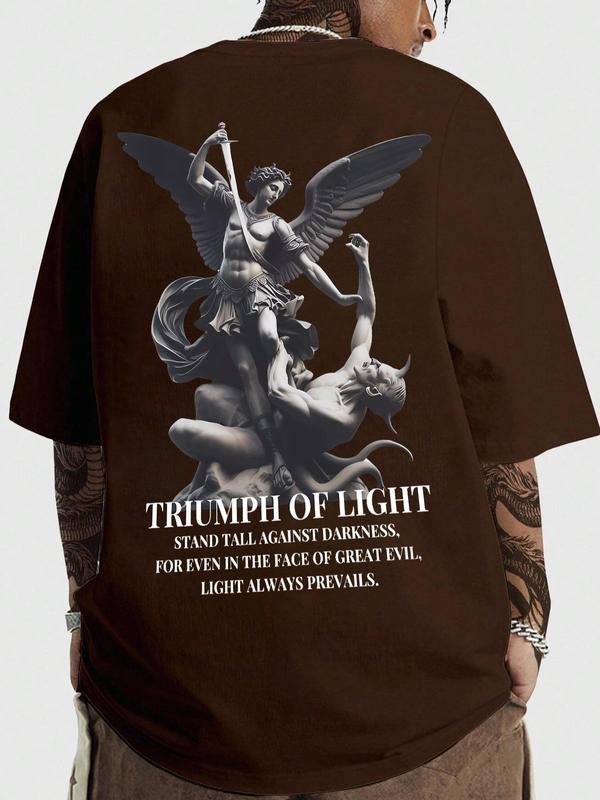 TRIUMPH OF LIGHT
STAND TALL AGAINST DARKNESS,
FOR EVEN IN THE FACE OF GREAT EVIL,
LIGHT ALWAYS PREVAILS.